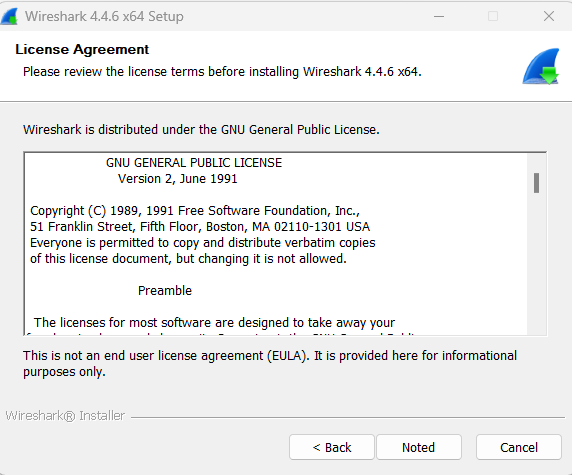 Wireshark 4.4.6 x64 Setup
License Agreement
Please review the license terms before installing Wireshark 4.4.6 x64.
Wireshark is distributed under the GNU General Public License.
GNU GENERAL PUBLIC LICENSE
Version 2, June 1991
Copyright (C) 1989, 1991 Free Software Foundation, Inc.,
51 Franklin Street, Fifth Floor, Boston, MA 02110-1301 USA
Everyone is permitted to copy and distribute verbatim copies
of this license document, but changing it is not allowed.
Preamble
The licenses for most software are designed to take away your
This is not an end user license agreement (EULA). It is provided here for informational
purposes only.
Wireshark® Installer
< Back
Noted
Cancel